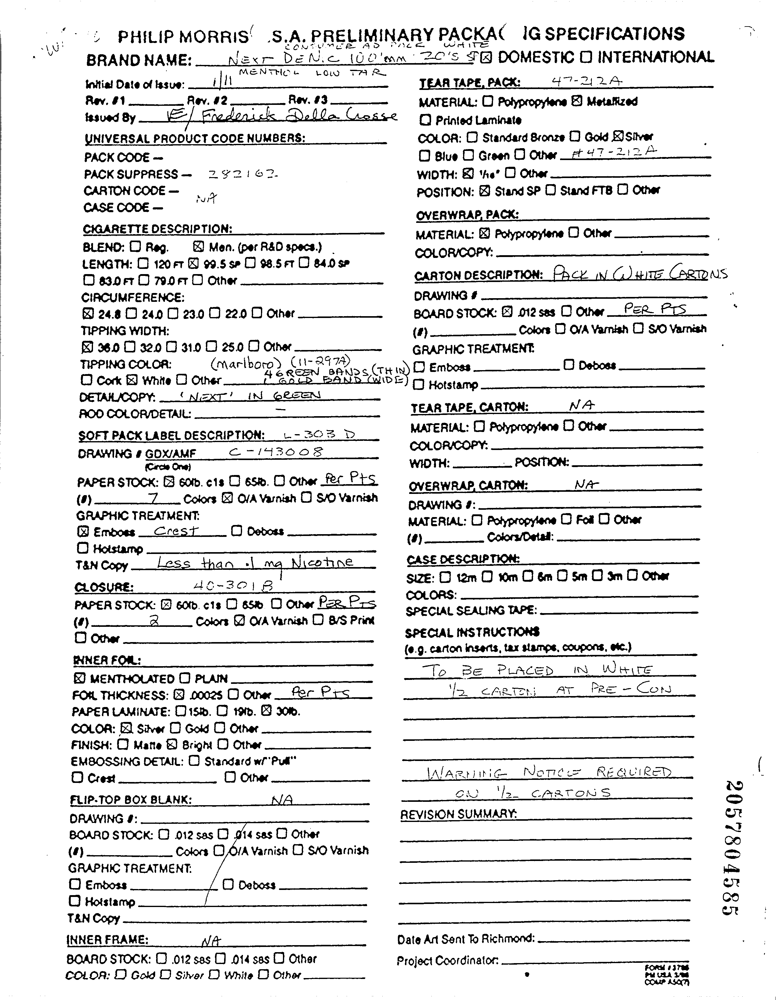 PHILIP MORRIS U.S.A. PRELIMINARY PACKA( IG SPECIFICATIONS
CONSUMER AD PACK WHITE
BRAND NAME: NEXT DENIC 100'mm 20'S ☒ DOMESTIC ☐ INTERNATIONAL
MENTHOL LOW TAR
Initial Date of Issue: 1/11
Rev. #1 Rev. #2 Rev. #3
Issued By E/ Frederick Della Crosse
UNIVERSAL PRODUCT CODE NUMBERS:
PACK CODE –
PACK SUPPRESS – 282162
CARTON CODE –
NA
CASE CODE –
CIGARETTE DESCRIPTION:
BLEND: ☐ Reg. ☒ Men. (per R&D specs.)
LENGTH: ☐ 120 FT ☒ 99.5 SP ☐ 98.5 FT ☐ 84.0 SP
☐ 83.0 FT ☐ 79.0 FT ☐ Other
CIRCUMFERENCE:
☒ 24.8 ☐ 24.0 ☐ 23.0 ☐ 22.0 ☐ Other
TIPPING WIDTH:
☒ 36.0 ☐ 32.0 ☐ 31.0 ☐ 25.0 ☐ Other
TIPPING COLOR: (marlboro) (11-297A)
4 GREEN BANDS (THIN)
☐ Cork ☒ White ☐ Other 1 GOLD BAND (WIDE)
DETAIL/COPY: 'NEXT' IN GREEN
ROD COLOR/DETAIL: –
SOFT PACK LABEL DESCRIPTION: L-303 D
DRAWING # GDX/AMF C-143008
(Circle One)
PAPER STOCK: ☒ 60lb. c1s ☐ 65lb. ☐ Other Per Pts
(#) 7 Colors ☒ O/A Varnish ☐ S/O Varnish
GRAPHIC TREATMENT:
☒ Emboss Crest ☐ Deboss
☐ Hotstamp
T&N Copy Less than .1 mg Nicotine
CLOSURE: 40-301B
PAPER STOCK: ☒ 60lb. c1s ☐ 65lb ☐ Other PER PTS
(#) 2 Colors ☒ O/A Varnish ☐ B/S Print
☐ Other
INNER FOIL:
☒ MENTHOLATED ☐ PLAIN
FOIL THICKNESS: ☒ .00025 ☐ Other Per Pts
PAPER LAMINATE: ☐ 15lb. ☐ 19lb. ☒ 30lb.
COLOR: ☒ Silver ☐ Gold ☐ Other
FINISH: ☐ Matte ☒ Bright ☐ Other
EMBOSSING DETAIL: ☐ Standard w/"Pull"
☐ Crest ☐ Other
FLIP-TOP BOX BLANK: NA
DRAWING #:
BOARD STOCK: ☐ .012 sbs ☐ .014 sbs ☐ Other
(#) Colors ☐ O/A Varnish ☐ S/O Varnish
GRAPHIC TREATMENT:
☐ Emboss ☐ Deboss
☐ Hotstamp
T&N Copy
INNER FRAME: NA
BOARD STOCK: ☐ .012 sbs ☐ .014 sbs ☐ Other
COLOR: ☐ Gold ☐ Silver ☐ White ☐ Other
TEAR TAPE, PACK: 47-212A
MATERIAL: ☐ Polypropylene ☒ Metallized
☐ Printed Laminate
COLOR: ☐ Standard Bronze ☐ Gold ☒ Silver
☐ Blue ☐ Green ☐ Other #47-212A
WIDTH: ☒ 1/16" ☐ Other
POSITION: ☒ Stand SP ☐ Stand FTB ☐ Other
OVERWRAP, PACK:
MATERIAL: ☒ Polypropylene ☐ Other
COLOR/COPY:
CARTON DESCRIPTION: PACK IN WHITE CARTONS
DRAWING #
BOARD STOCK: ☒ .012 sbs ☐ Other PER PTS
(#) Colors ☐ O/A Varnish ☐ S/O Varnish
GRAPHIC TREATMENT:
☐ Emboss ☐ Deboss
☐ Hotstamp
TEAR TAPE, CARTON: NA
MATERIAL: ☐ Polypropylene ☐ Other
COLOR/COPY:
WIDTH: POSITION:
OVERWRAP, CARTON: NA
DRAWING #:
MATERIAL: ☐ Polypropylene ☐ Foil ☐ Other
(#) Colors/Detail:
CASE DESCRIPTION:
SIZE: ☐ 12m ☐ 10m ☐ 6m ☐ 5m ☐ 3m ☐ Other
COLORS:
SPECIAL SEALING TAPE:
SPECIAL INSTRUCTIONS
(e.g. carton inserts, tax stamps, coupons, etc.)
TO BE PLACED IN WHITE
1/2 CARTON AT PRE-CON
WARNING NOTICE REQUIRED
ON 1/2 CARTONS
REVISION SUMMARY:
Date Art Sent To Richmond:
Project Coordinator:
FORM #3786
PM USA 5/88
COMP ASO(7)
2057804585